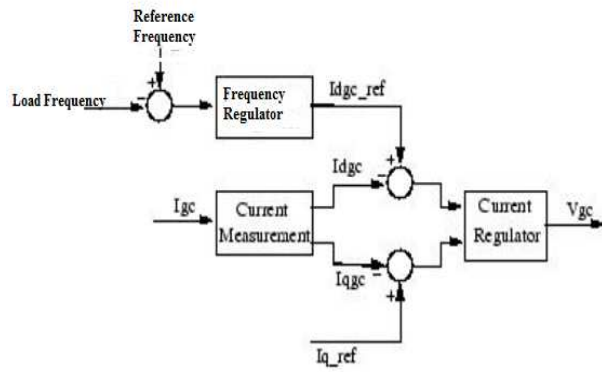 Reference
Frequency
+
-
Load Frequency
Frequency
Regulator
Idgc_ref
+
-
Idgc
Igc
Current
Measurement
Current
Regulator
Vgc
Iqgc
-
+
Iq_ref